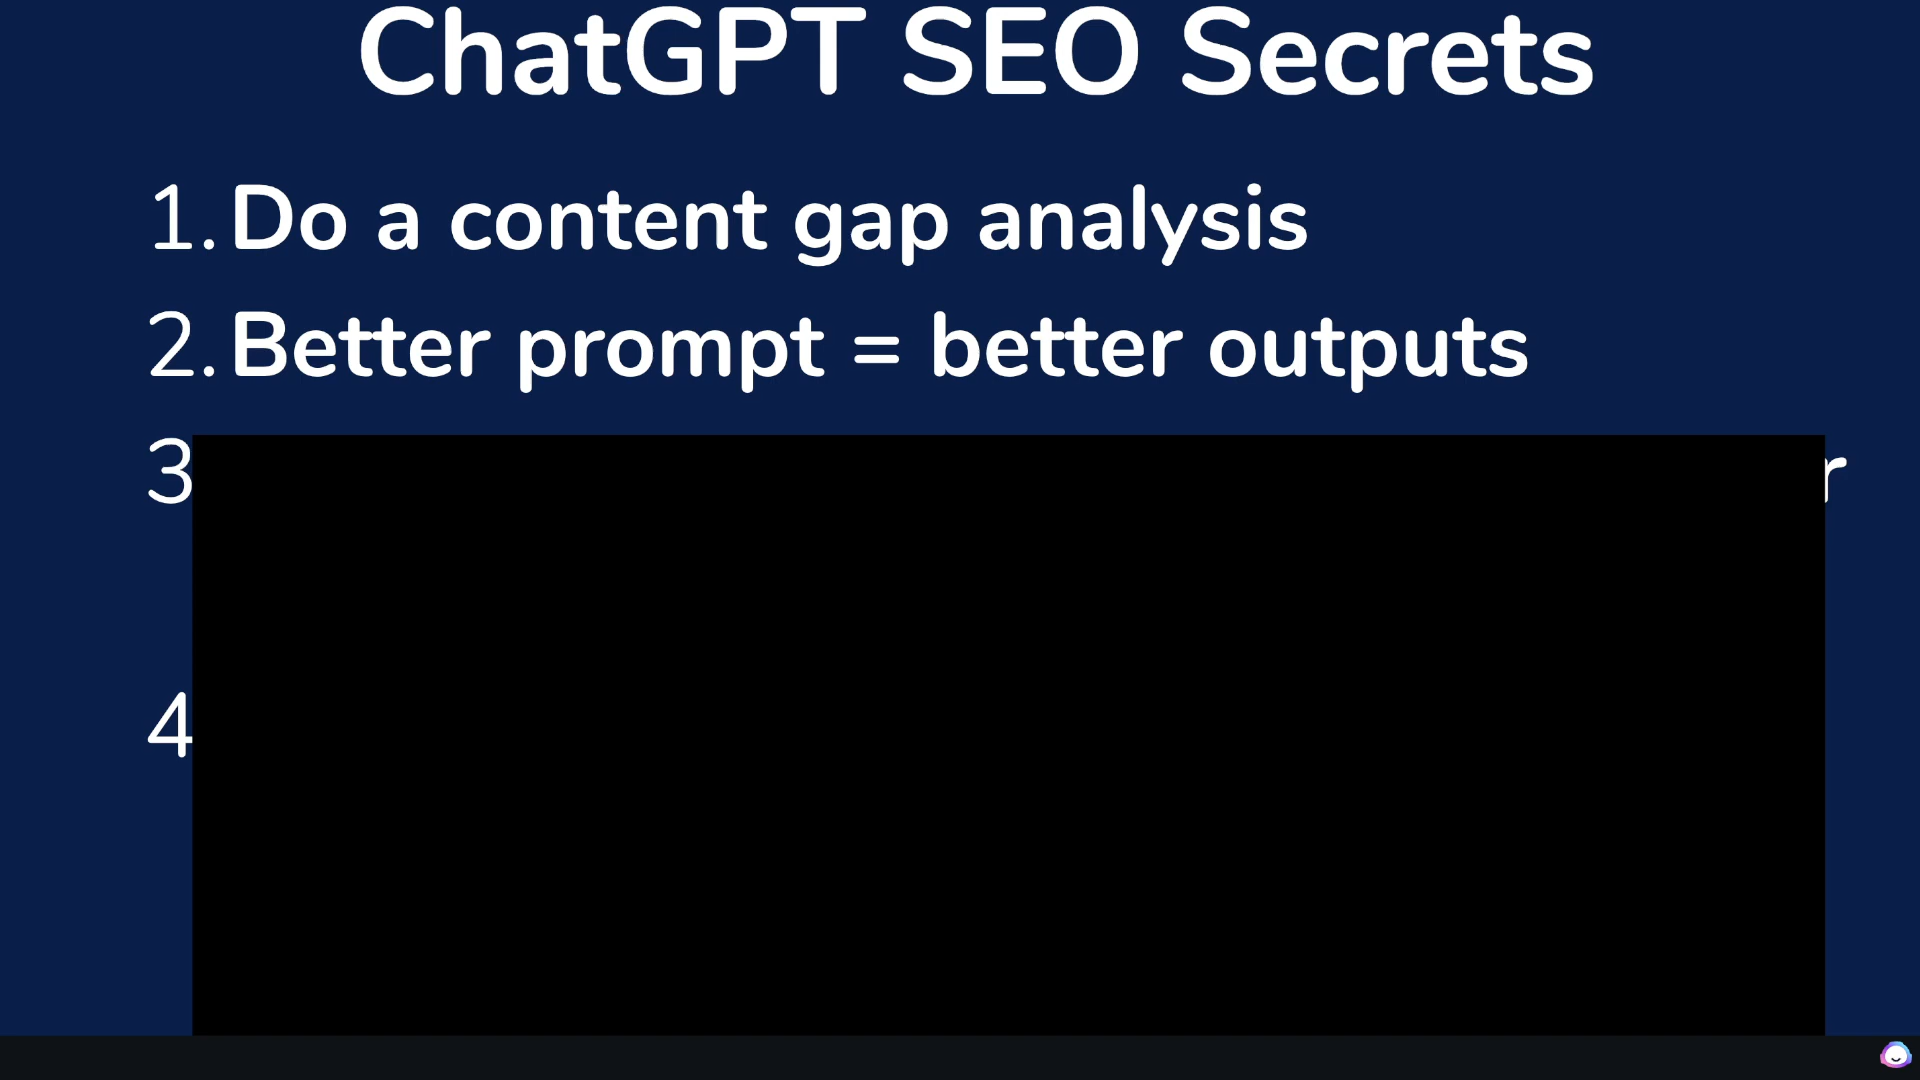 ChatGPT SEO Secrets
1. Do a content gap analysis
2. Better prompt = better outputs
3
4